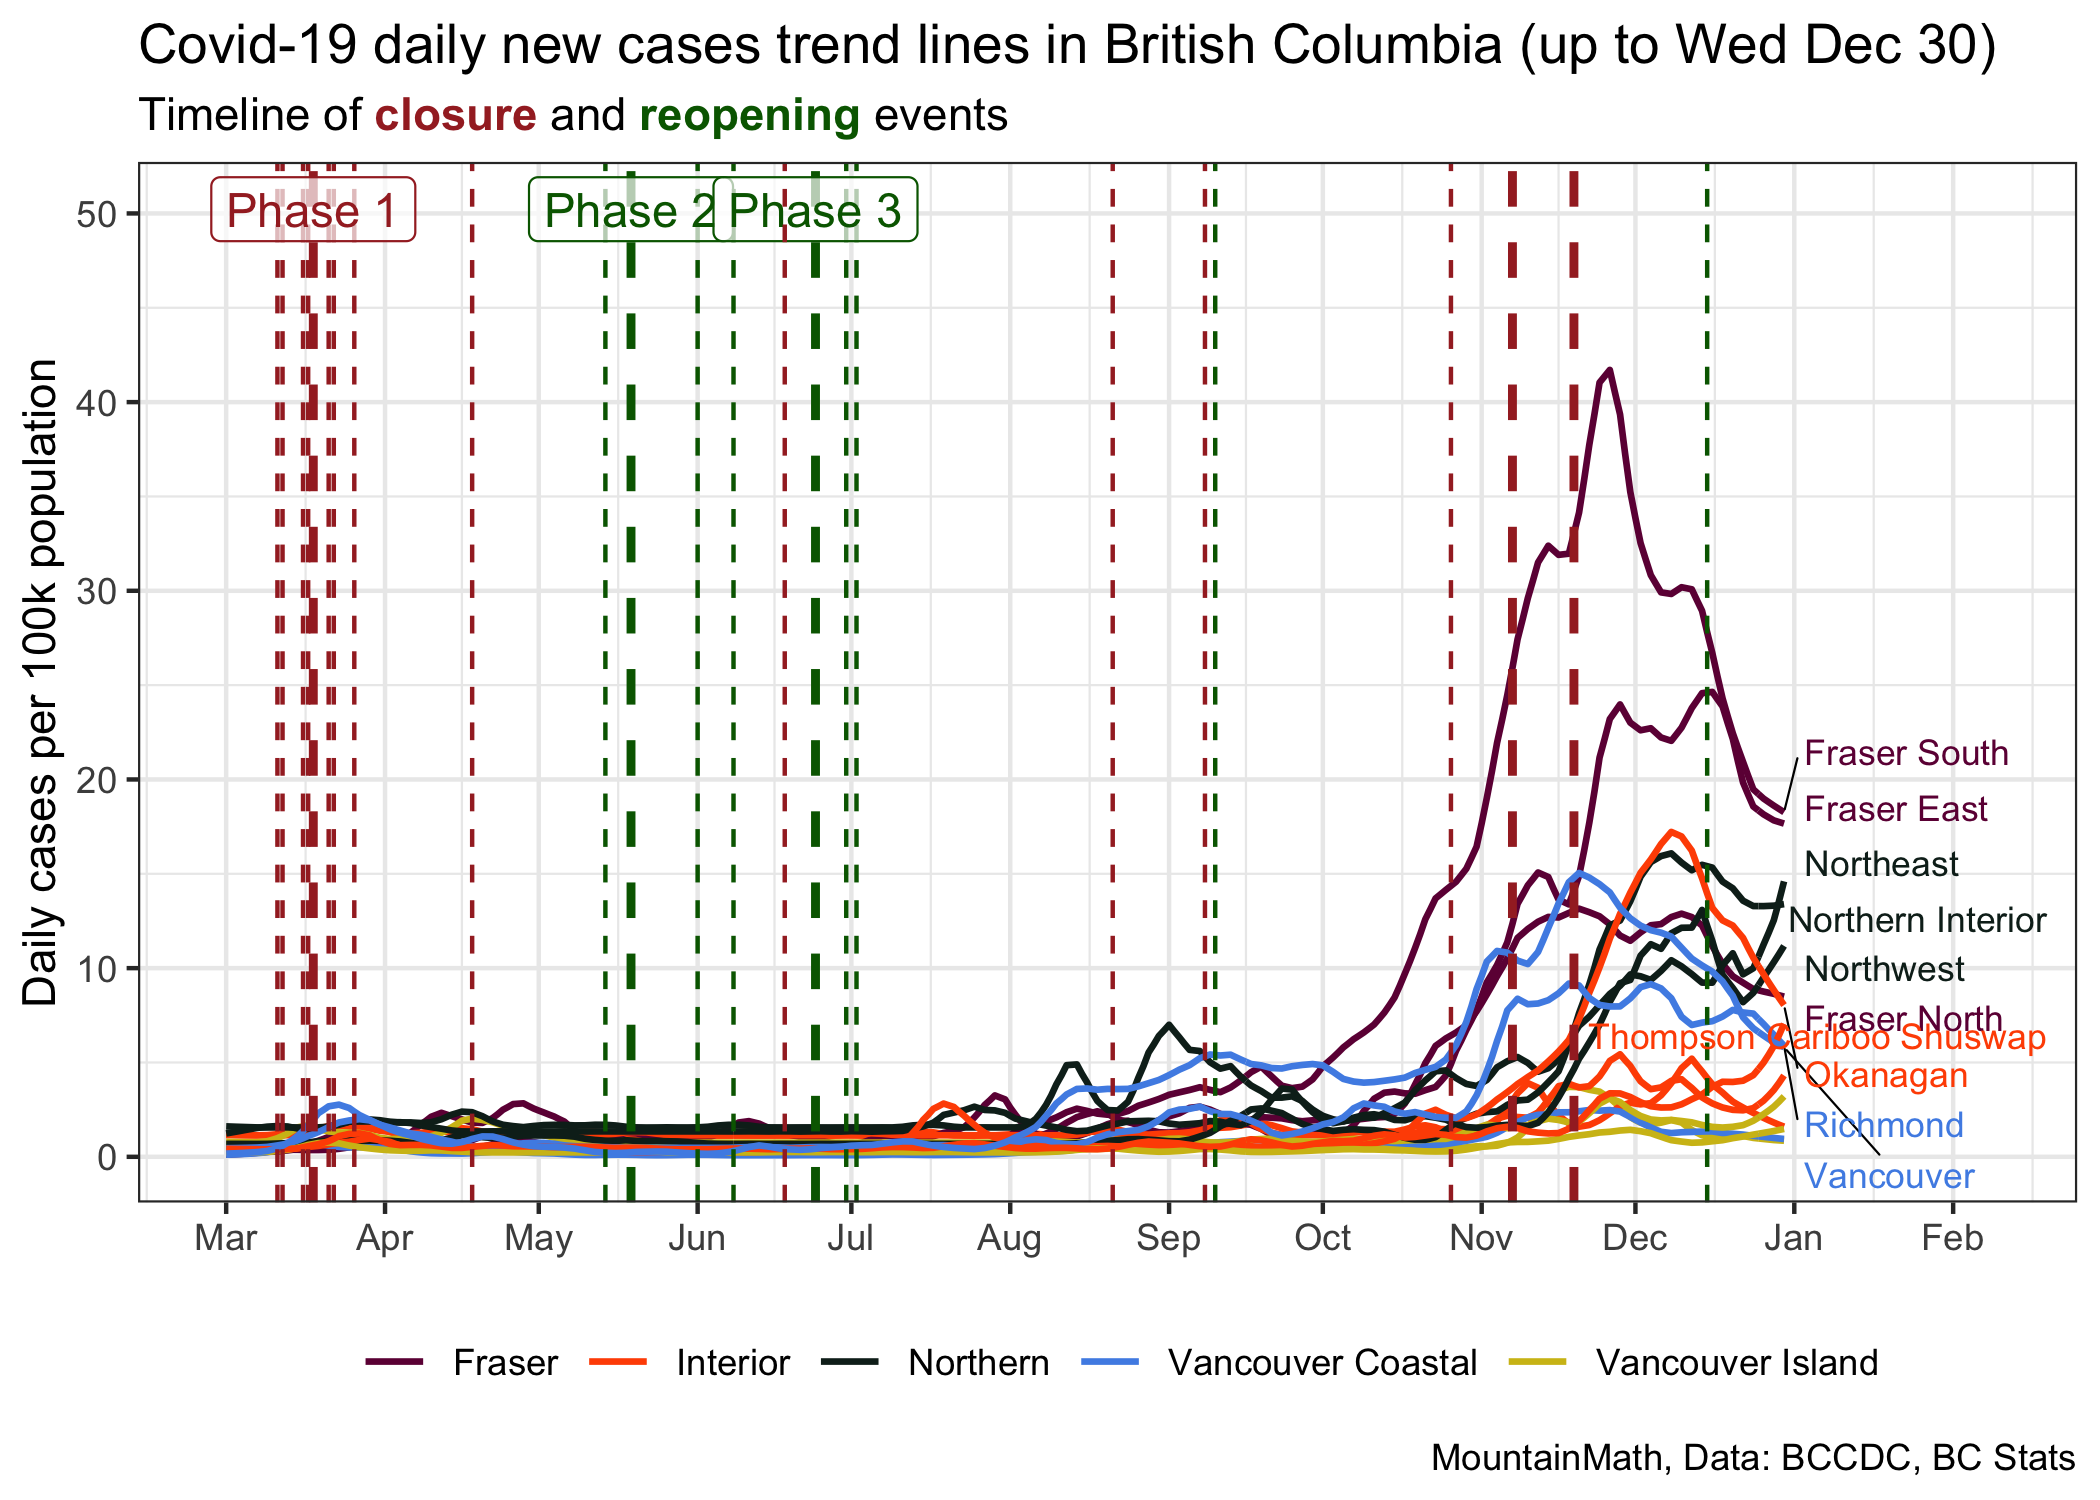 Covid-19 daily new cases trend lines in British Columbia (up to Wed Dec 30)
Timeline of closure and reopening events
Daily cases per 100k population
50
40
30
20
10
0
Phase 1
Phase 2
Phase 3
Fraser South
Fraser East
Northeast
Northern Interior
Northwest
Fraser North
Thompson Cariboo Shuswap
Okanagan
Richmond
Vancouver
Mar Apr May Jun Jul Aug Sep Oct Nov Dec Jan Feb
Fraser Interior Northern Vancouver Coastal Vancouver Island
MountainMath, Data: BCCDC, BC Stats